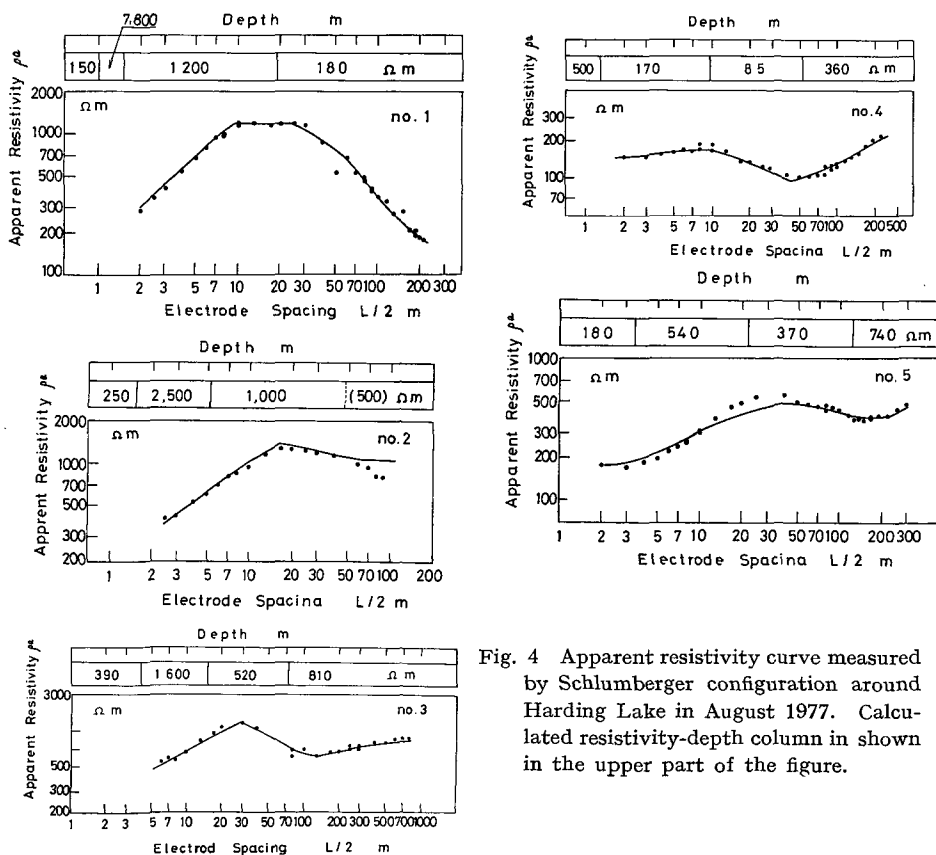 7.800
Depth m
150 1 200 180 Ω m
Apparent Resistivity ρa
2000
1000
500
300
200
100
Ω m
no. 1
1 2 3 5 7 10 20 30 50 70 100 200 300
Electrode Spacing L/2 m
Depth m
250 2,500 1,000 (500) Ω m
Apprent Resistivity ρa
2000
1000
700
500
300
200
Ω m
no. 2
1 2 3 5 7 10 20 30 50 70 100 200
Electrode Spacina L/2 m
Depth m
390 1 600 520 810 Ω m
Apparent Resistivity ρa
3000
500
300
200
Ω m
no.3
1 2 3 5 7 10 20 30 50 70 100 200 300 500 1000
Electrod Spacing L/2 m
Depth m
500 170 85 360 Ω m
Apparent Resistivity ρa
300
200
100
70
Ω m
no.4
1 2 3 5 7 10 20 30 50 70 100 200 500
Electrode Spacing L/2 m
Depth m
180 540 370 740 Ω m
Apparent Resistivity ρa
1000
700
500
300
200
100
Ω m
no. 5
1 2 3 5 7 10 20 30 50 70 100 200 300
Electrode Spacing L/2 m
Fig. 4 Apparent resistivity curve measured
by Schlumberger configuration around
Harding Lake in August 1977. Calcu-
lated resistivity-depth column in shown
in the upper part of the figure.